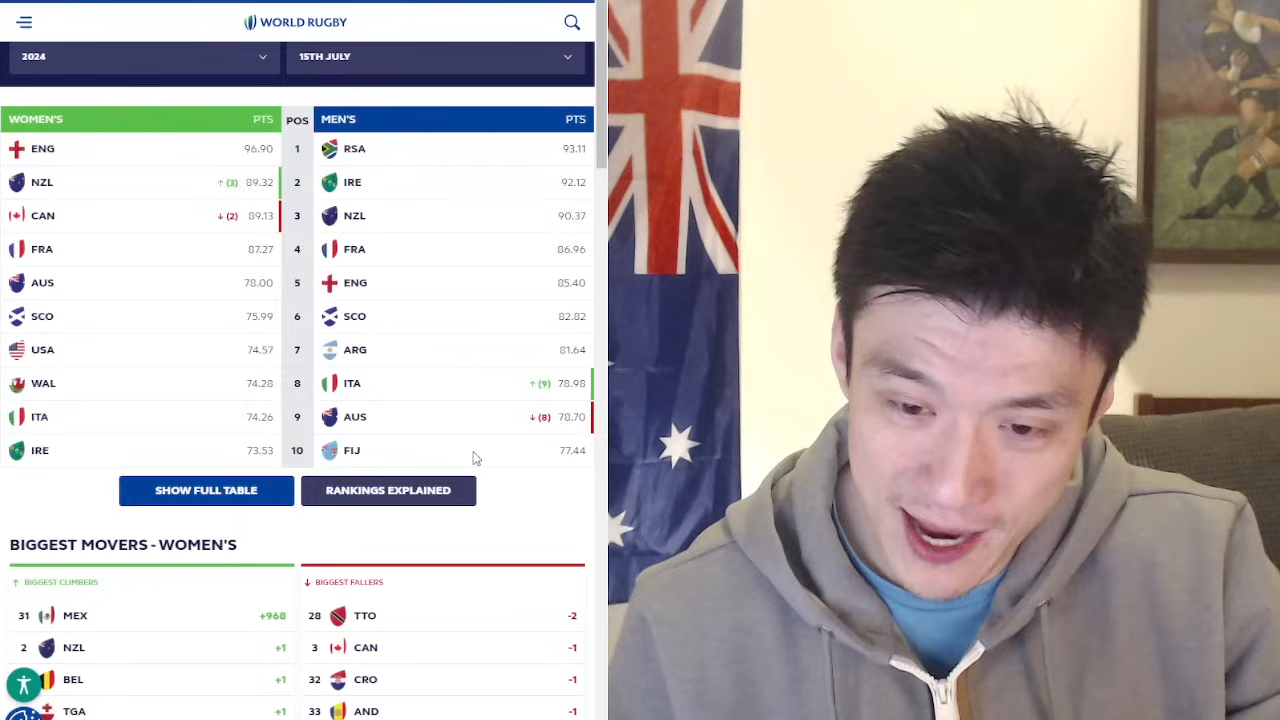 WORLD RUGBY
2024 15TH JULY
WOMEN'S PTS POS MEN'S PTS
ENG 96.90 1 RSA 93.11
NZL ↑ (3) 89.32 2 IRE 92.12
CAN ↓ (2) 89.13 3 NZL 90.37
FRA 87.27 4 FRA 86.96
AUS 78.00 5 ENG 85.40
SCO 75.99 6 SCO 82.82
USA 74.57 7 ARG 81.64
WAL 74.28 8 ITA ↑ (9) 78.98
ITA 74.26 9 AUS ↓ (8) 78.70
IRE 73.53 10 FIJ 77.44
SHOW FULL TABLE RANKINGS EXPLAINED
BIGGEST MOVERS - WOMEN'S
↑ BIGGEST CLIMBERS ↓ BIGGEST FALLERS
31 MEX +968 28 TTO -2
2 NZL +1 3 CAN -1
BEL +1 32 CRO -1
TGA +1 33 AND -1